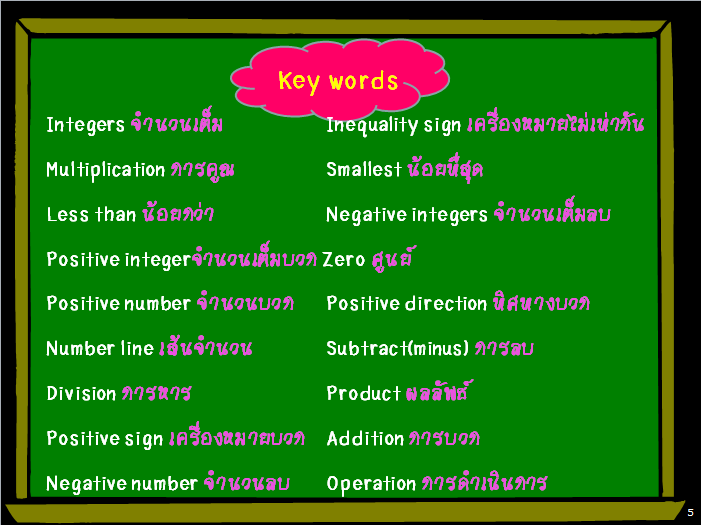 Key words
Integers จำนวนเต็ม
Inequality sign เครื่องหมายไม่เท่ากัน
Multiplication การคูณ
Smallest น้อยที่สุด
Less than น้อยกว่า
Negative integers จำนวนเต็มลบ
Positive integerจำนวนเต็มบวก
Zero ศูนย์
Positive number จำนวนบวก
Positive direction ทิศทางบวก
Number line เส้นจำนวน
Subtract(minus) การลบ
Division การหาร
Product ผลลัพธ์
Positive sign เครื่องหมายบวก
Addition การบวก
Negative number จำนวนลบ
Operation การดำเนินการ
5